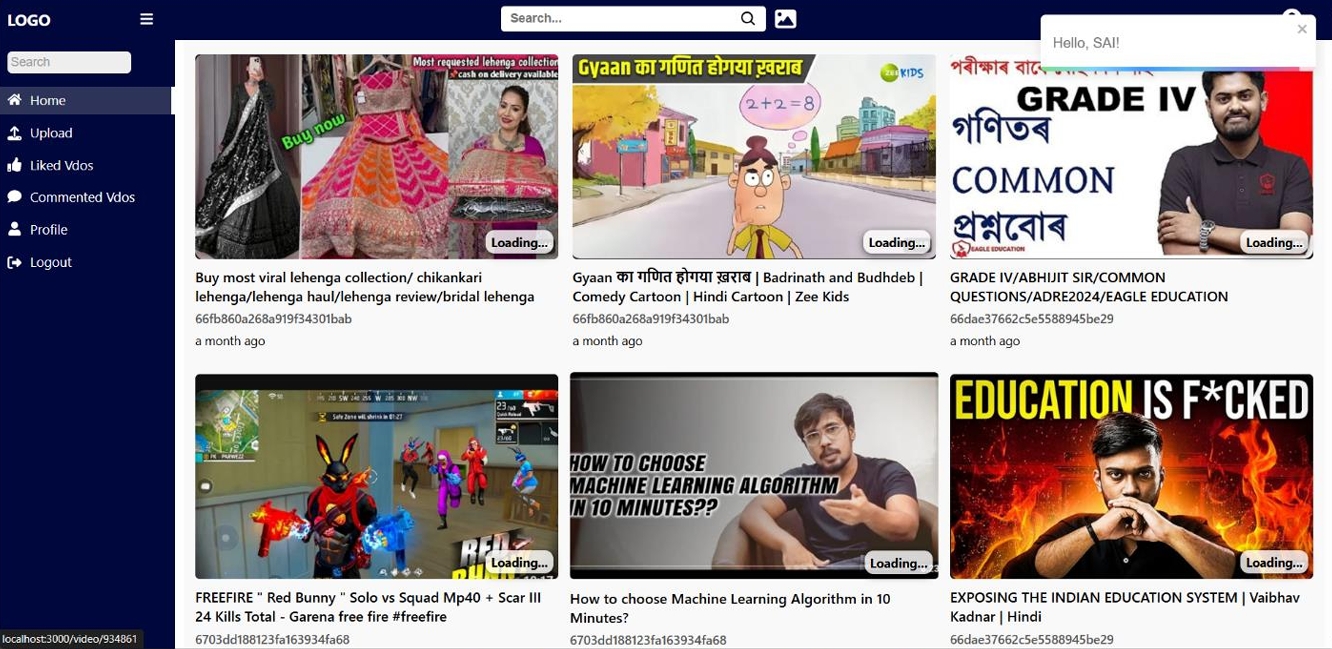 LOGO
Search...
Hello, SAI!
×
Search
Home
Upload
Liked Vdos
Commented Vdos
Profile
Logout
Most requested lehenga collection
cash on delivery available
Buy now
Loading...
Buy most viral lehenga collection/ chikankari
lehenga/lehenga haul/lehenga review/bridal lehenga
66fb860a268a919f34301bab
a month ago
Gyaan का गणित होगया ख़राब
KIDS
2+2=8
Loading...
Gyaan का गणित होगया ख़राब | Badrinath and Budhdeb |
Comedy Cartoon | Hindi Cartoon | Zee Kids
66fb860a268a919f34301bab
a month ago
পৰীক্ষাৰ বাবে
GRADE IV
গণিতৰ
COMMON
প্ৰশ্নবোৰ
EAGLE EDUCATION
Loading...
GRADE IV/ABHIJIT SIR/COMMON
QUESTIONS/ADRE2024/EAGLE EDUCATION
66dae37662c5e5588945be29
a month ago
Safe Zone will shrink in 01:27
RED
Loading...
FREEFIRE " Red Bunny " Solo vs Squad Mp40 + Scar III
24 Kills Total - Garena free fire #freefire
6703dd188123fa163934fa68
HOW TO CHOOSE
MACHINE LEARNING ALGORITHM
IN 10 MINUTES??
Loading...
How to choose Machine Learning Algorithm in 10
Minutes?
6703dd188123fa163934fa68
EDUCATION IS F*CKED
Loading...
EXPOSING THE INDIAN EDUCATION SYSTEM | Vaibhav
Kadnar | Hindi
66dae37662c5e5588945be29
localhost:3000/video/934861